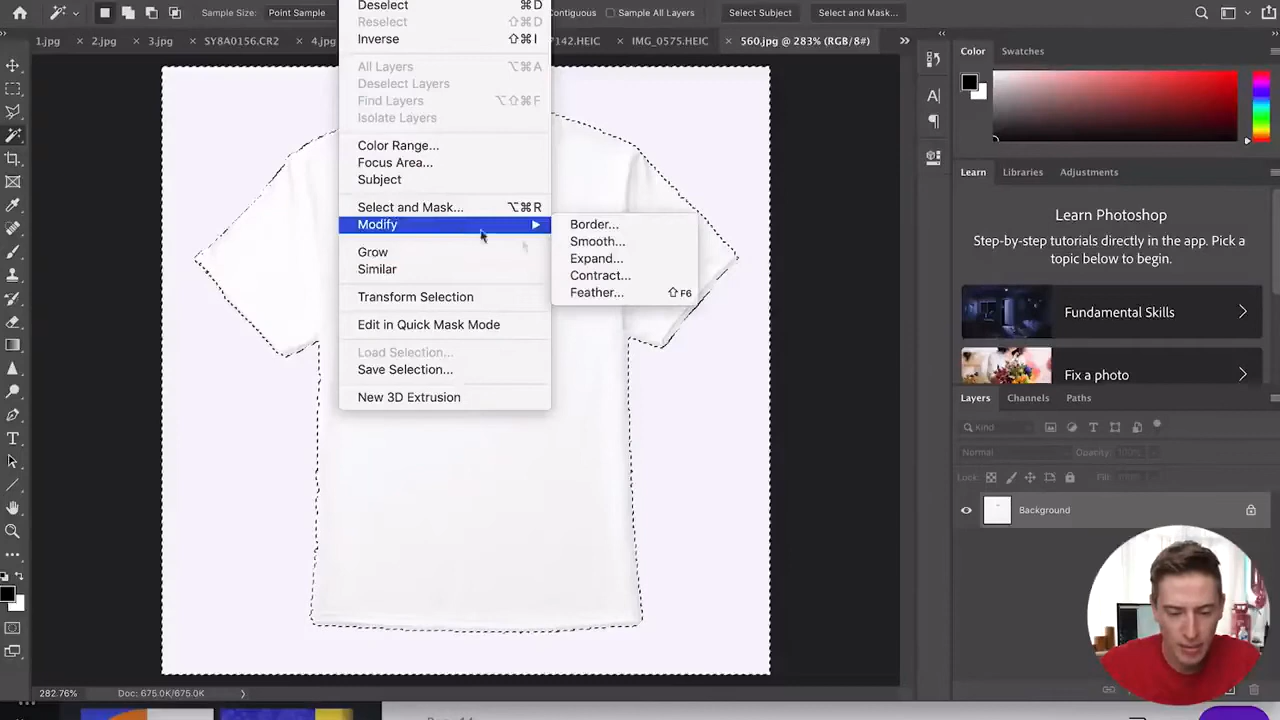 Sample Size: Point Sample Contiguous Sample All Layers Select Subject Select and Mask...
1.jpg × 2.jpg × 3.jpg × SY8A0156.CR2 × 4.jpg 142.HEIC × IMG_0575.HEIC × 560.jpg @ 283% (RGB/8#) »
Deselect ⌘D
Reselect ⇧⌘D
Inverse ⇧⌘I
All Layers ⌥⌘A
Deselect Layers
Find Layers ⌥⇧⌘F
Isolate Layers
Color Range...
Focus Area...
Subject
Select and Mask... ⌥⌘R
Modify
Grow
Similar
Transform Selection
Edit in Quick Mask Mode
Load Selection...
Save Selection...
New 3D Extrusion
Border...
Smooth...
Expand...
Contract...
Feather... ⇧F6
Color Swatches
Learn Libraries Adjustments
Learn Photoshop
Step-by-step tutorials directly in the app. Pick a
topic below to begin.
Fundamental Skills
Fix a photo
Layers Channels Paths
Kind
Normal Opacity: 100%
Lock: Fill:
Background
282.76% Doc: 675.0K/675.0K